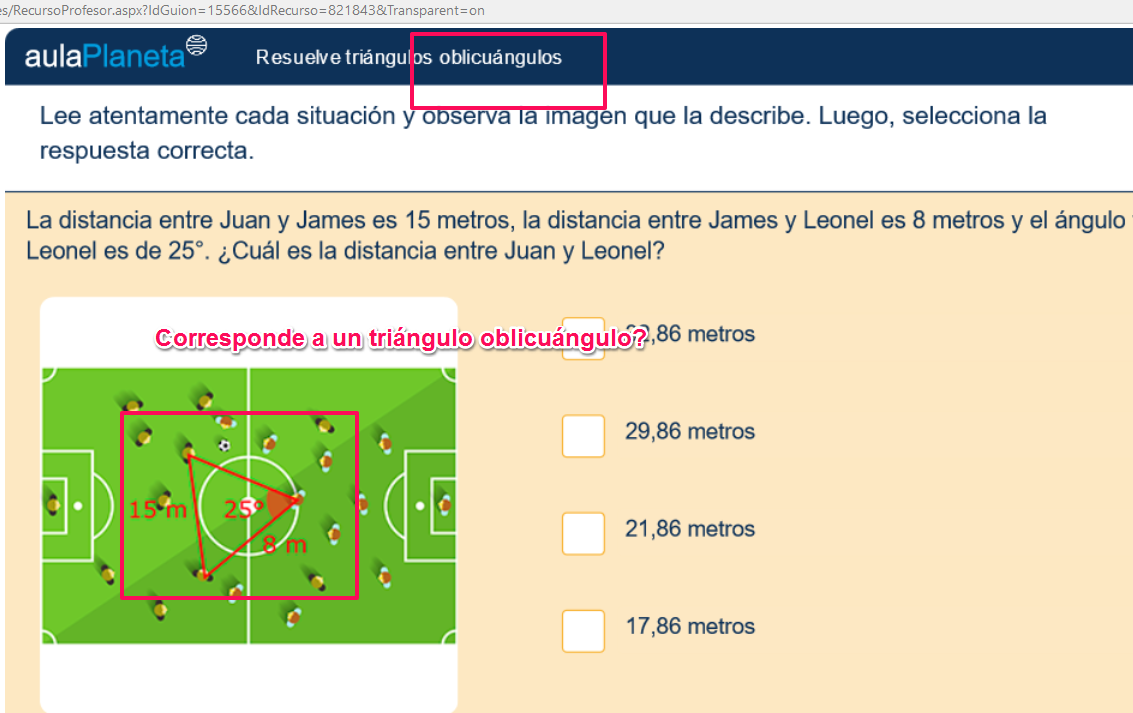 es/RecursoProfesor.aspx?IdGuion=15566&IdRecurso=821843&Transparent=on
aulaPlaneta
Resuelve triángulos oblicuángulos
Lee atentamente cada situación y observa la imagen que la describe. Luego, selecciona la
respuesta correcta.
La distancia entre Juan y James es 15 metros, la distancia entre James y Leonel es 8 metros y el ángulo
Leonel es de 25°. ¿Cuál es la distancia entre Juan y Leonel?
Corresponde a un triángulo oblicuángulo?
2,86 metros
29,86 metros
21,86 metros
17,86 metros
15 m
25°
8 m